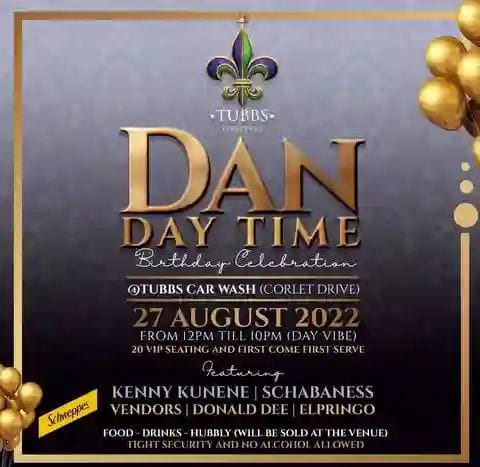 •TUBBS•
DAN
DAY TIME
Birthday Celebration
@TUBBS CAR WASH (CORLET DRIVE)
27 AUGUST 2022
FROM 12PM TILL 10PM (DAY VIBE)
20 VIP SEATING AND FIRST COME FIRST SERVE
Featuring
KENNY KUNENE | SCHABANESS
VENDORS | DONALD DEE | ELPRINGO
Schweppes
FOOD - DRINKS - HUBBLY (WILL BE SOLD AT THE VENUE)
TIGHT SECURITY AND NO ALCOHOL ALLOWED